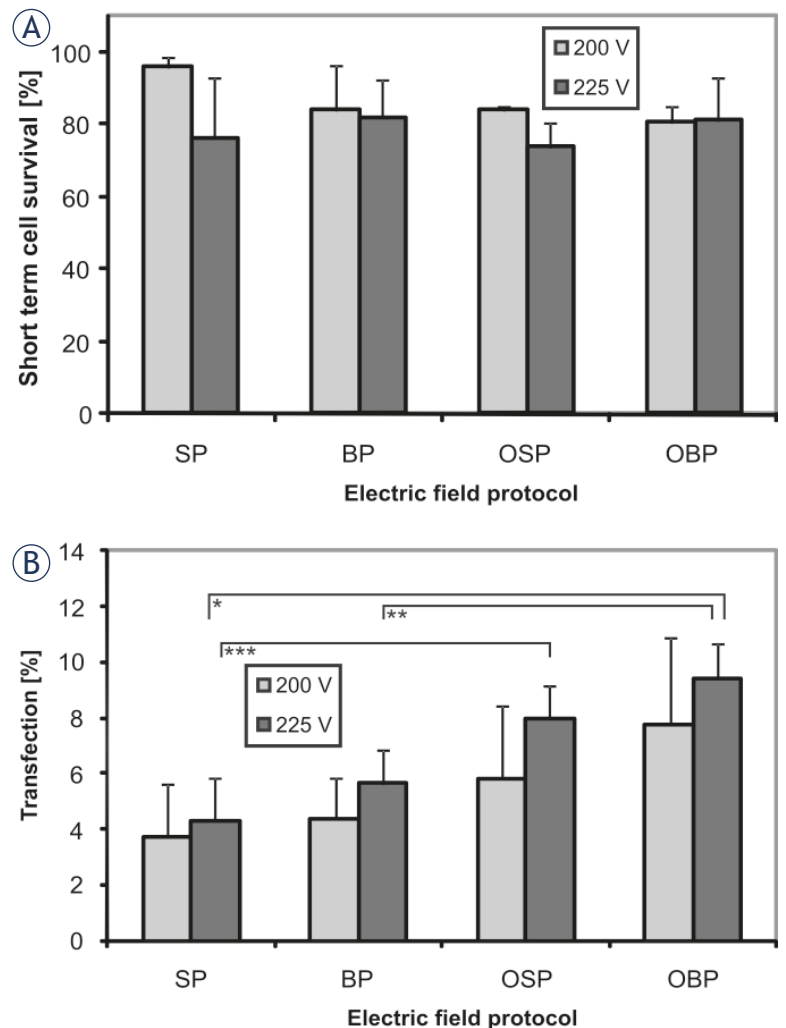 A
Short term cell survival [%]
100
80
60
40
20
0
200 V
225 V
SP BP OSP OBP
Electric field protocol
B
Transfection [%]
14
12
10
8
6
4
2
0
*
**
***
200 V
225 V
SP BP OSP OBP
Electric field protocol